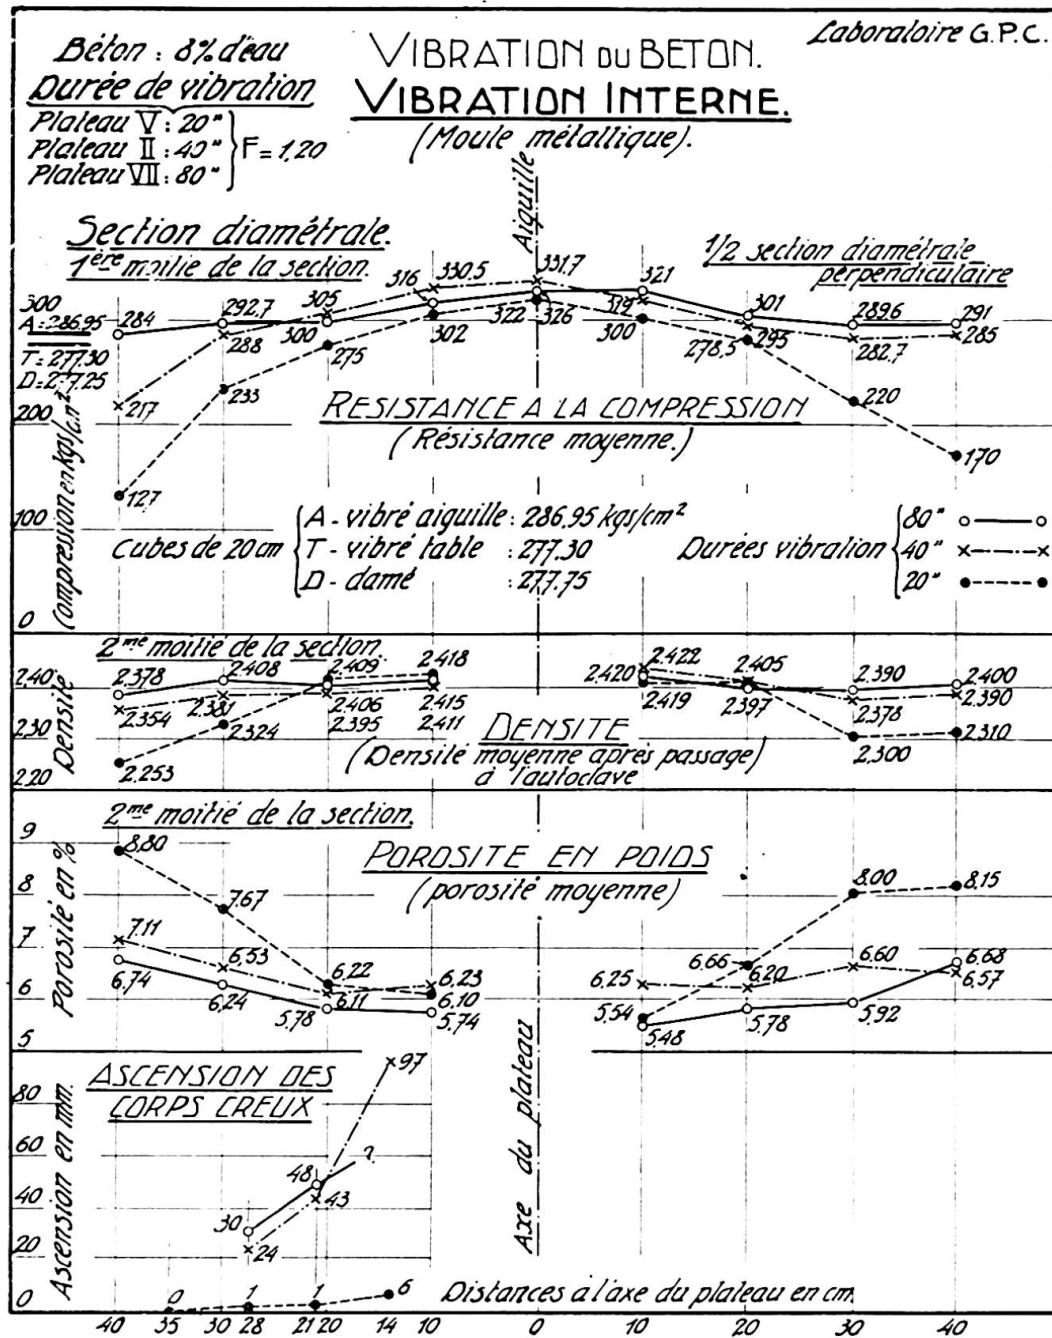 Laboratoire G.P.C.
Béton : 8% d'eau
Durée de vibration
Plateau V : 20"
Plateau II : 40"
Plateau VII : 80"
F = 1,20
VIBRATION DU BETON.
VIBRATION INTERNE.
(Moule métallique).
Aiguille
Section diamétrale.
1ère moitié de la section.
1/2 section diamétrale
perpendiculaire
300
A = 286,95
T = 277.30
D = 277.25
200
100
0
Compression en kgs/cm²
284
292,7
305
316
330,5
331,7
321
301
289,6
291
217
288
300
275
302
322
326
312
300
278,5
295
282,7
285
127
233
220
170
RESISTANCE A LA COMPRESSION
(Résistance moyenne.)
Cubes de 20 cm
A - vibré aiguille : 286,95 kgs/cm²
T - vibré table : 277.30
D - damé : 277.75
Durées vibration
80"
40"
20"
2me moitié de la section.
Densité
2,40
2,30
2,20
2,378
2,408
2,409
2,418
2,354
2,381
2,324
2,406
2,395
2,415
2,411
2,253
2,420
2,422
2,419
2,405
2,397
2,390
2,378
2,300
2,400
2,390
2,310
DENSITE
(Densité moyenne après passage)
à l'autoclave
2me moitié de la section.
Porosité en %
9
8
7
6
5
8,80
7,67
7,11
6,53
6,22
6,23
6,74
6,24
6,11
6,10
5,78
5,74
POROSITE EN POIDS
(porosité moyenne)
6,25
5,54
5,48
6,66
6,20
5,78
8.00
6,60
5,92
8,15
6,68
6,57
ASCENSION DES
CORPS CREUX
Ascension en mm.
80
60
40
20
0
97
?
48
43
30
24
0
1
1
6
Axe du plateau
Distances à l'axe du plateau en cm.
40 35 30 28 21 20 14 10 0 10 20 30 40